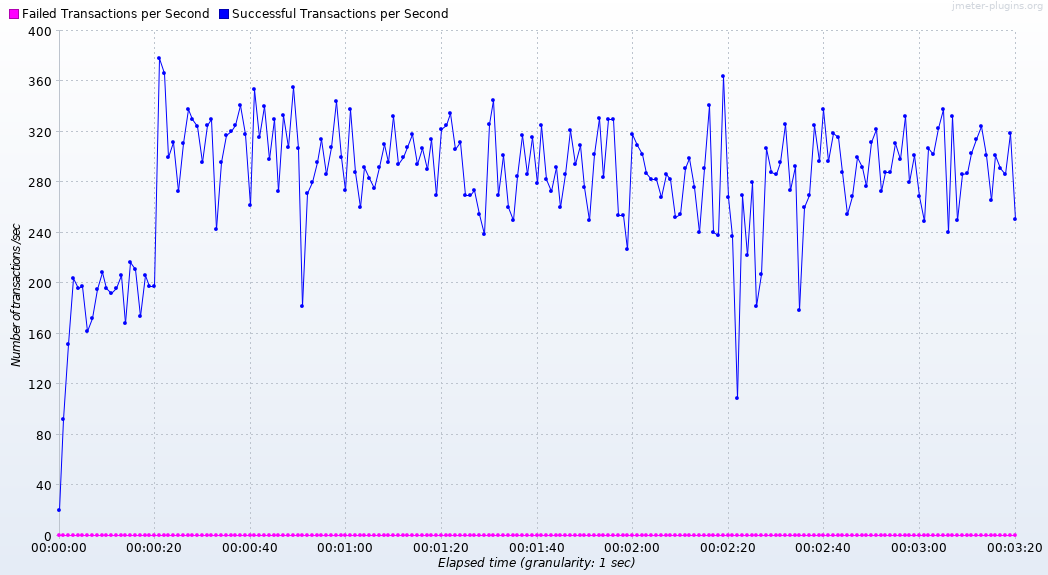 jmeter-plugins.org
Failed Transactions per Second Successful Transactions per Second
400
360
320
280
240
200
160
120
80
40
0
Number of transactions/sec
00:00:00 00:00:20 00:00:40 00:01:00 00:01:20 00:01:40 00:02:00 00:02:20 00:02:40 00:03:00 00:03:20
Elapsed time (granularity: 1 sec)